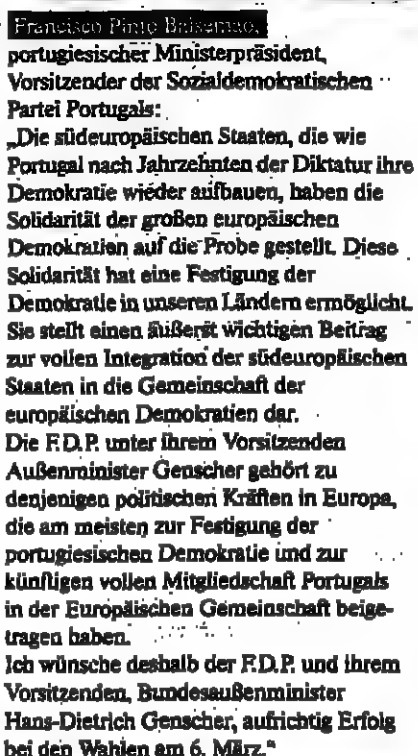 Francisco Pinto Balsemao,
portugiesischer Ministerpräsident,
Vorsitzender der Sozialdemokratischen
Partei Portugals:
„Die südeuropäischen Staaten, die wie
Portugal nach Jahrzehnten der Diktatur ihre
Demokratie wieder aufbauen, haben die
Solidarität der großen europäischen
Demokratien auf die Probe gestellt. Diese
Solidarität hat eine Festigung der
Demokratie in unseren Ländern ermöglicht.
Sie stellt einen äußerst wichtigen Beitrag
zur vollen Integration der südeuropäischen
Staaten in die Gemeinschaft der
europäischen Demokratien dar.
Die F.D.P. unter ihrem Vorsitzenden
Außenminister Genscher gehört zu
denjenigen politischen Kräften in Europa,
die am meisten zur Festigung der
portugiesischen Demokratie und zur
künftigen vollen Mitgliedschaft Portugals
in der Europäischen Gemeinschaft beige-
tragen haben.
Ich wünsche deshalb der F.D.P. und ihrem
Vorsitzenden, Bundesaußenminister
Hans-Dietrich Genscher, aufrichtig Erfolg
bei den Wahlen am 6. März.“